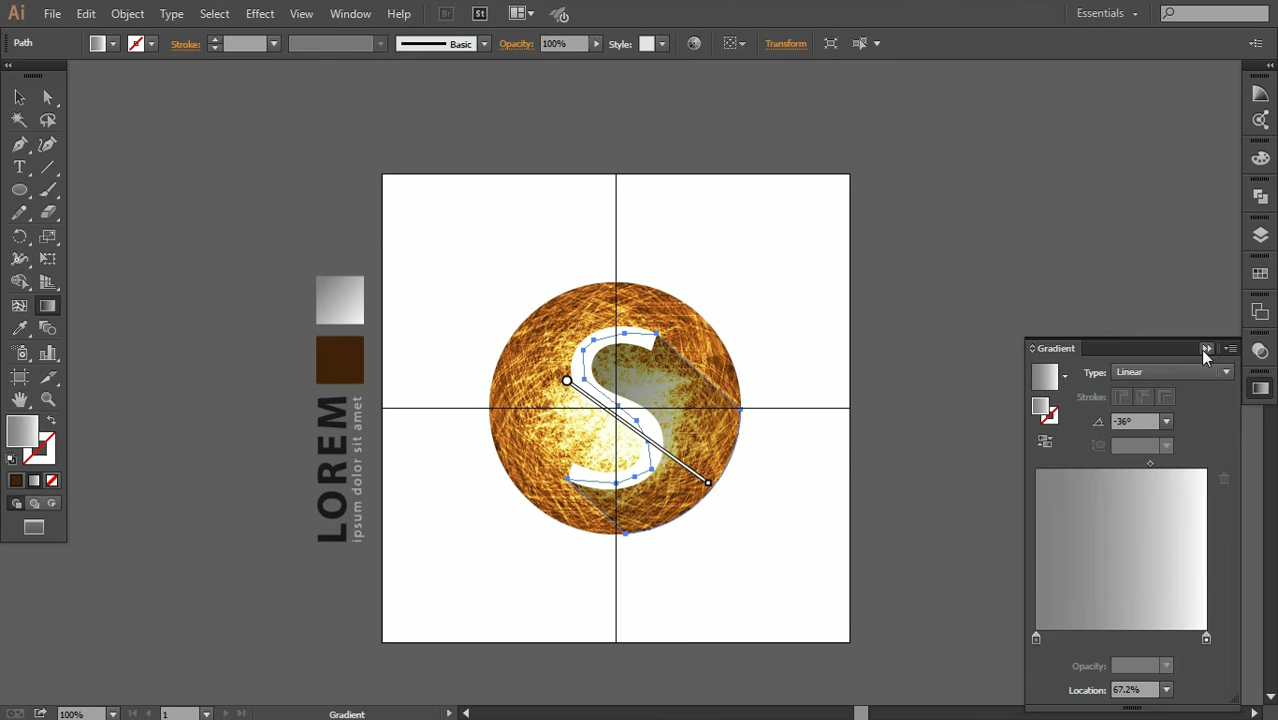 Ai File Edit Object Type Select Effect View Window Help Br St Essentials
Path Stroke: Basic Opacity: 100% Style: Transform
T
S
LOREM
ipsum dolor sit amet
Gradient
Type: Linear
Stroke:
-36°
Opacity:
Location: 67.2%
100% 1 Gradient